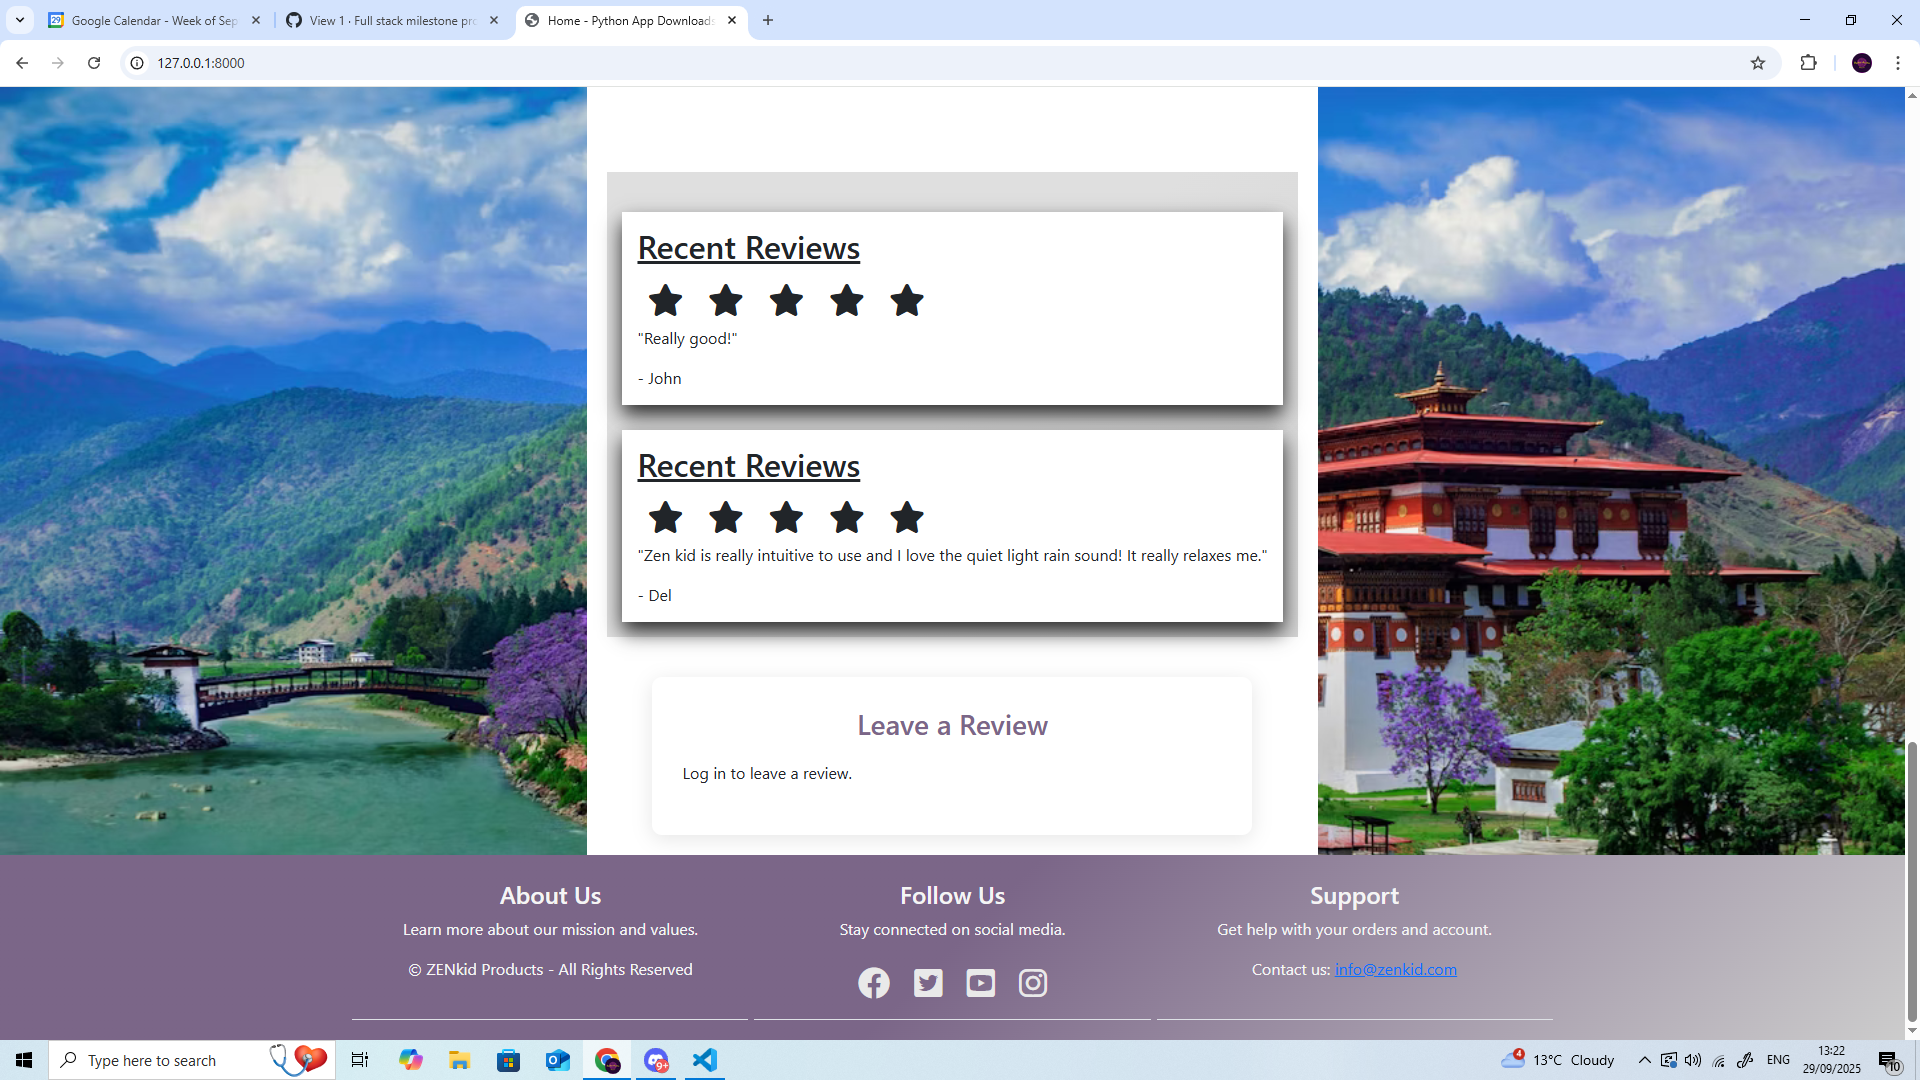 Google Calendar - Week of Sep
View 1 · Full stack milestone pro
Home - Python App Downloads
127.0.0.1:8000
Recent Reviews
"Really good!"
- John
Recent Reviews
"Zen kid is really intuitive to use and I love the quiet light rain sound! It really relaxes me."
- Del
Leave a Review
Log in to leave a review.
About Us
Learn more about our mission and values.
© ZENkid Products - All Rights Reserved
Follow Us
Stay connected on social media.
Support
Get help with your orders and account.
Contact us: info@zenkid.com
Type here to search
9+
4
13°C Cloudy
ENG
13:22
29/09/2025
10